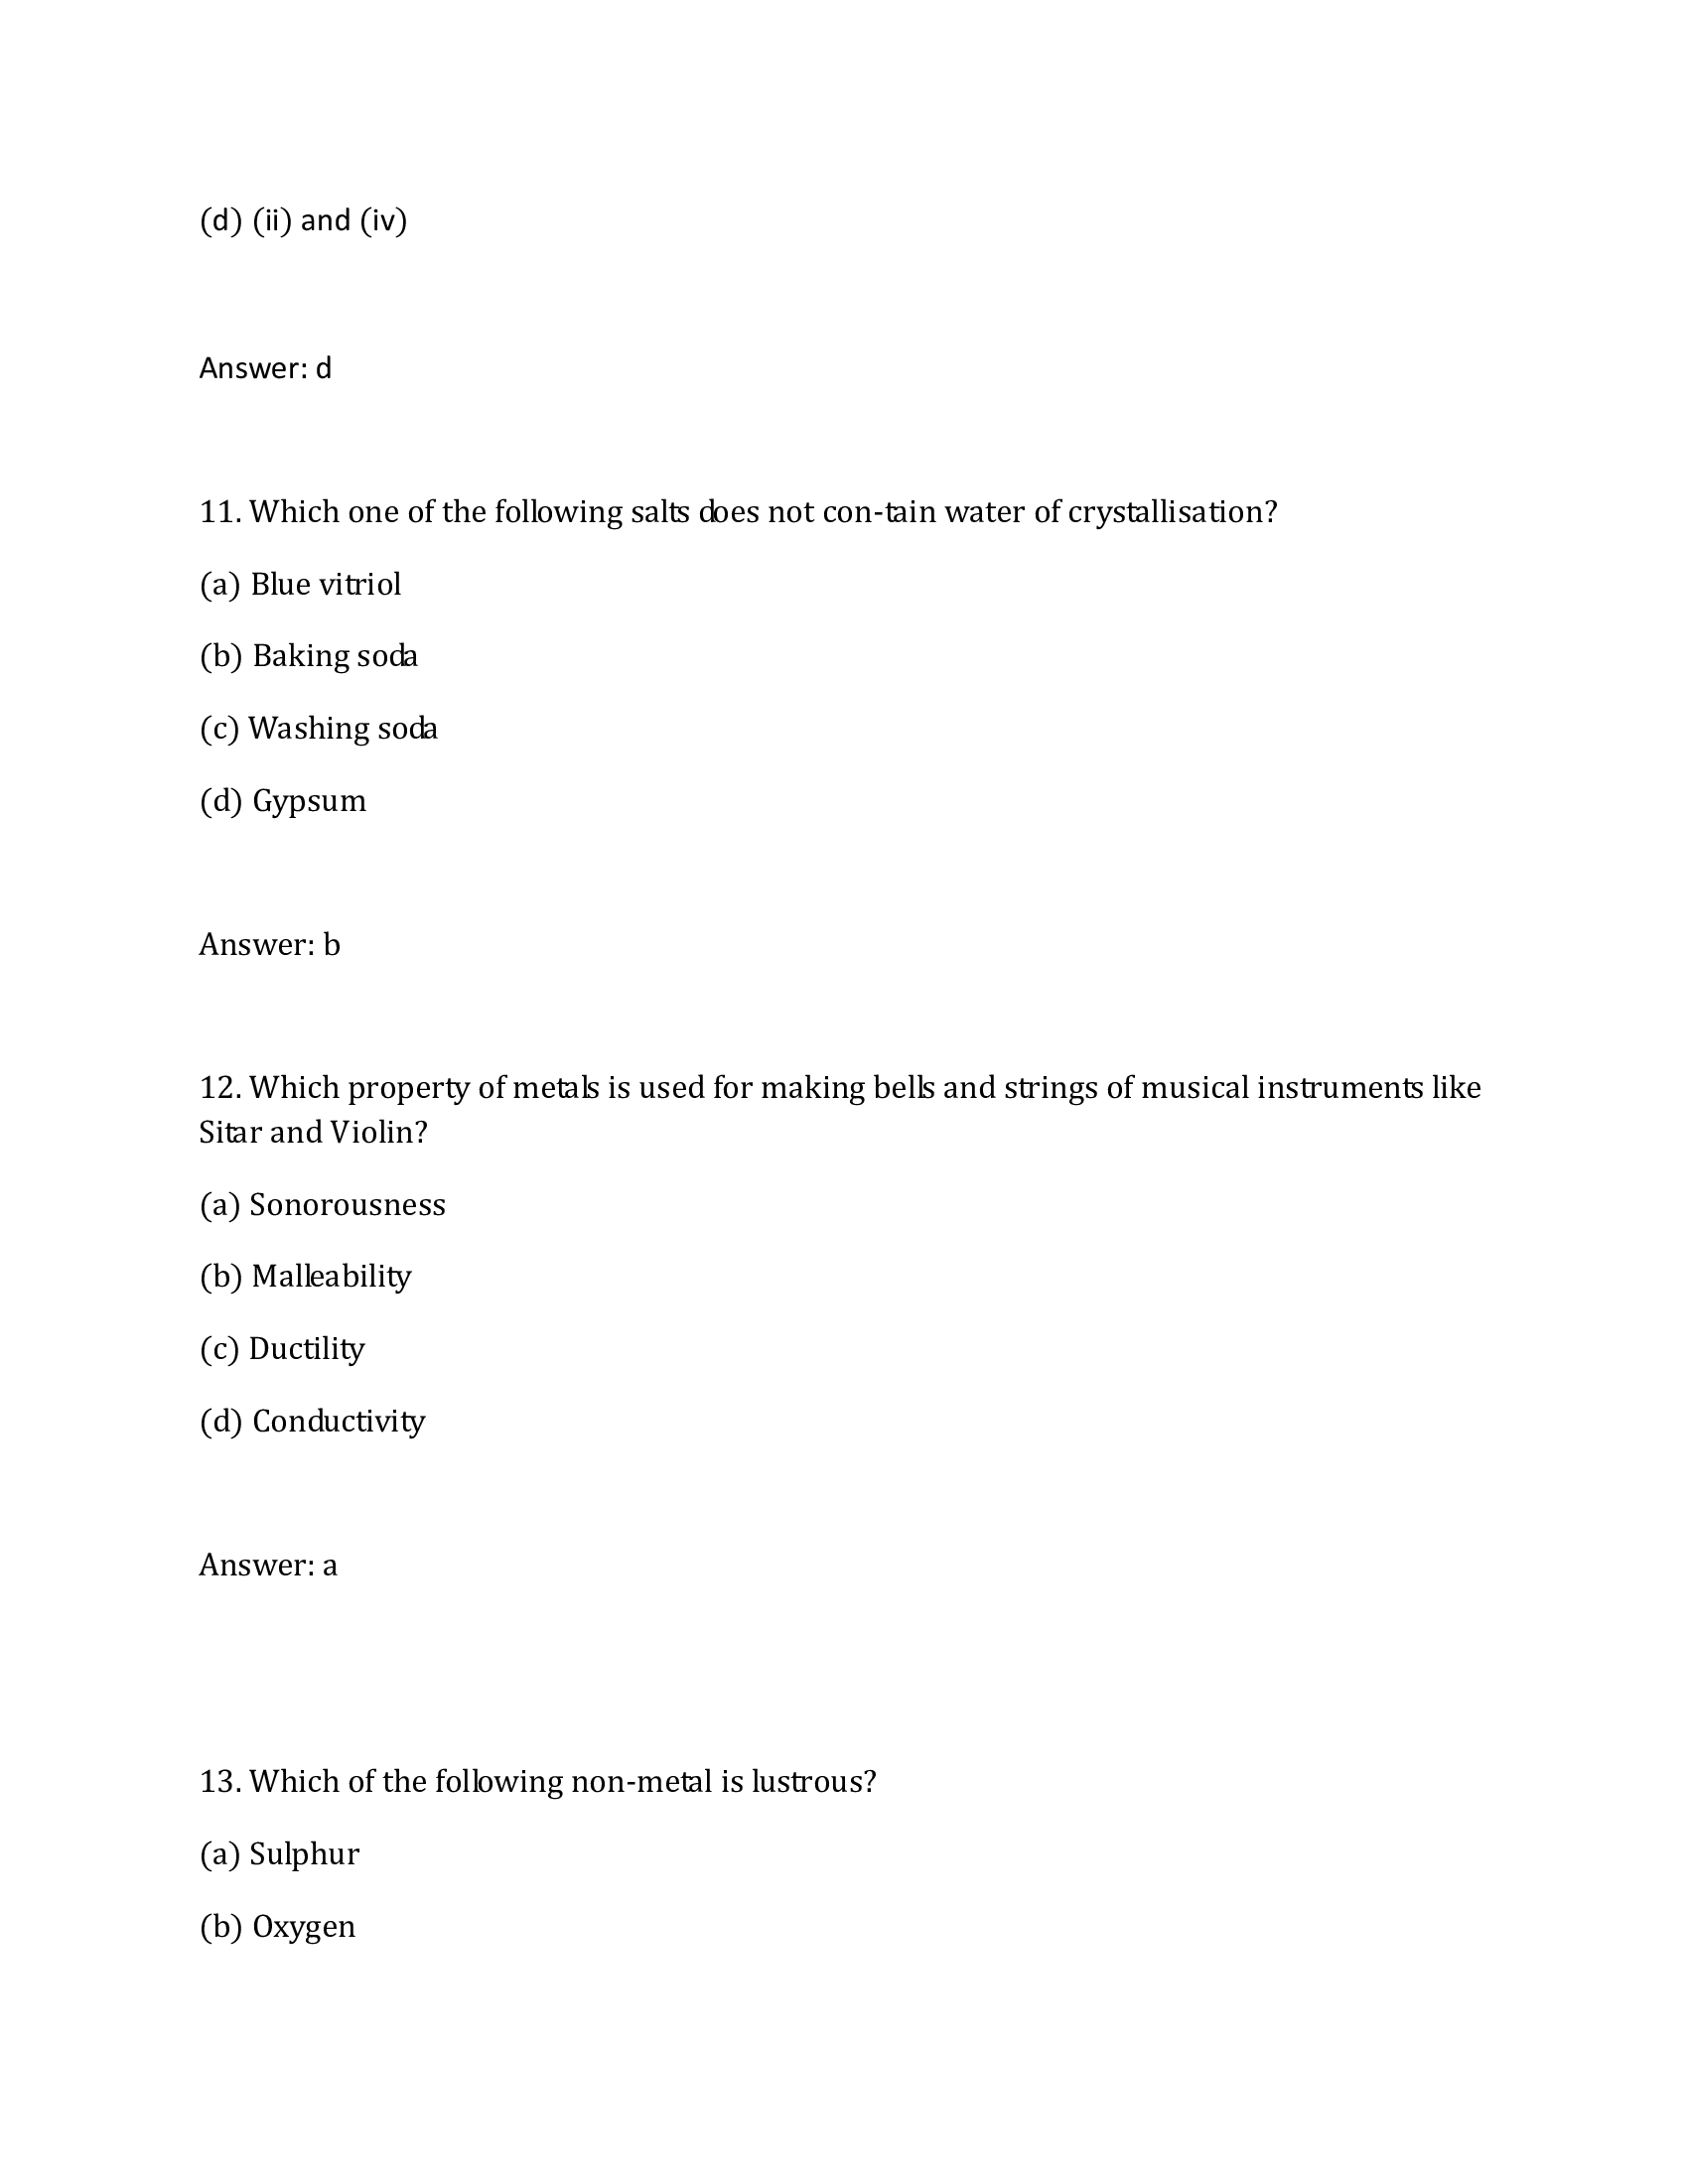 (d) (ii) and (iv)
Answer: d
11. Which one of the following salts does not con-tain water of crystallisation?
(a) Blue vitriol
(b) Baking soda
(c) Washing soda
(d) Gypsum
Answer: b
12. Which property of metals is used for making bells and strings of musical instruments like
Sitar and Violin?
(a) Sonorousness
(b) Malleability
(c) Ductility
(d) Conductivity
Answer: a
13. Which of the following non-metal is lustrous?
(a) Sulphur
(b) Oxygen